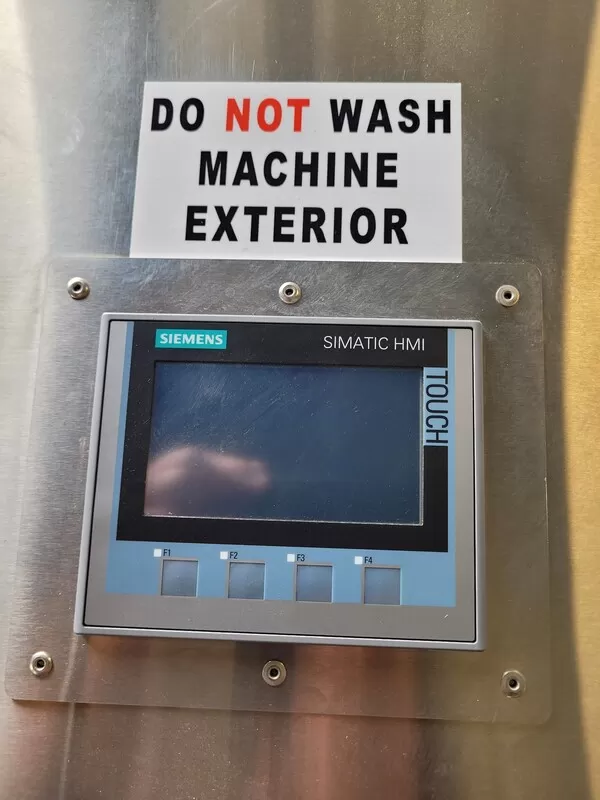 DO NOT WASH
MACHINE
EXTERIOR
SIEMENS
SIMATIC HMI
TOUCH
F1
F2
F3
F4